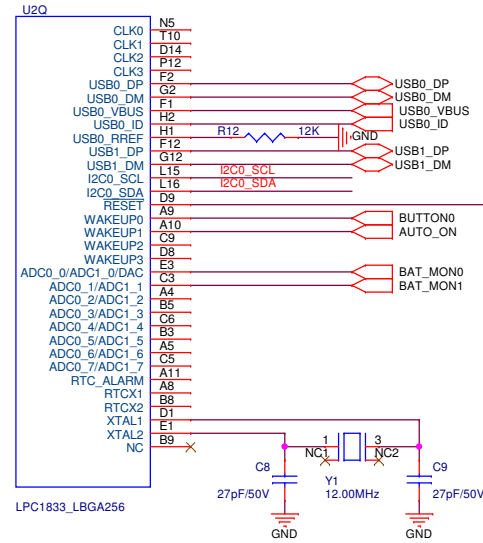 U2Q
CLK0 N5
CLK1 T10
CLK2 D14
CLK3 P12
USB0_DP F2 USB0_DP
USB0_DM G2 USB0_DM
USB0_VBUS F1 USB0_VBUS
USB0_ID H2 USB0_ID
USB0_RREF H1 R12 12K GND
USB1_DP F12 USB1_DP
USB1_DM G12 USB1_DM
I2C0_SCL L15 I2C0_SCL
I2C0_SDA L16 I2C0_SDA
RESET D9
WAKEUP0 A9 BUTTON0
WAKEUP1 A10 AUTO_ON
WAKEUP2 C9
WAKEUP3 D8
ADC0_0/ADC1_0/DAC E3 BAT_MON0
ADC0_1/ADC1_1 C3 BAT_MON1
ADC0_2/ADC1_2 A4
ADC0_3/ADC1_3 B5
ADC0_4/ADC1_4 C6
ADC0_5/ADC1_5 B3
ADC0_6/ADC1_6 A5
ADC0_7/ADC1_7 C5
RTC_ALARM A11
RTCX1 A8
RTCX2 B8
XTAL1 D1
XTAL2 E1
NC B9
1 3
NC1 NC2
C8 Y1 C9
27pF/50V 12.00MHz 27pF/50V
LPC1833_LBGA256
GND GND